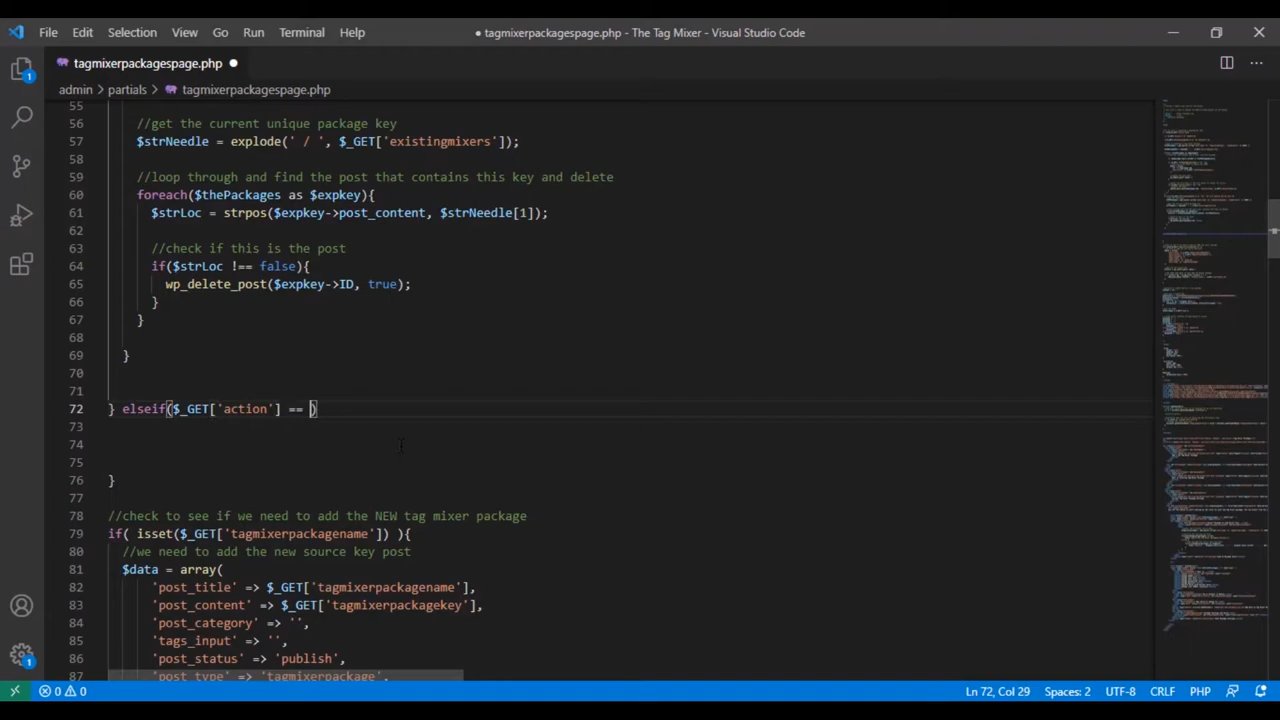 File Edit Selection View Go Run Terminal Help
● tagmixerpackagespage.php - The Tag Mixer - Visual Studio Code
tagmixerpackagespage.php ●
admin > partials > tagmixerpackagespage.php
55
56 //get the current unique package key
57 $strNeedle = explode(' / ', $_GET['existingmixers']);
58
59 //loop through and find the post that contains this key and delete
60 foreach($thePackages as $expkey){
61 $strLoc = strpos($expkey->post_content, $strNeedle[1]);
62
63 //check if this is the post
64 if($strLoc !== false){
65 wp_delete_post($expkey->ID, true);
66 }
67 }
68
69 }
70
71
72 } elseif($_GET['action'] == )
73
74
75
76 }
77
78 //check to see if we need to add the NEW tag mixer package
79 if( isset($_GET['tagmixerpackagename']) ){
80 //we need to add the new source key post
81 $data = array(
82 'post_title' => $_GET['tagmixerpackagename'],
83 'post_content' => $_GET['tagmixerpackagekey'],
84 'post_category' => '',
85 'tags_input' => '',
86 'post_status' => 'publish',
87 'post_type' => 'tagmixerpackage',
1
1
0 0
Ln 72, Col 29 Spaces: 2 UTF-8 CRLF PHP